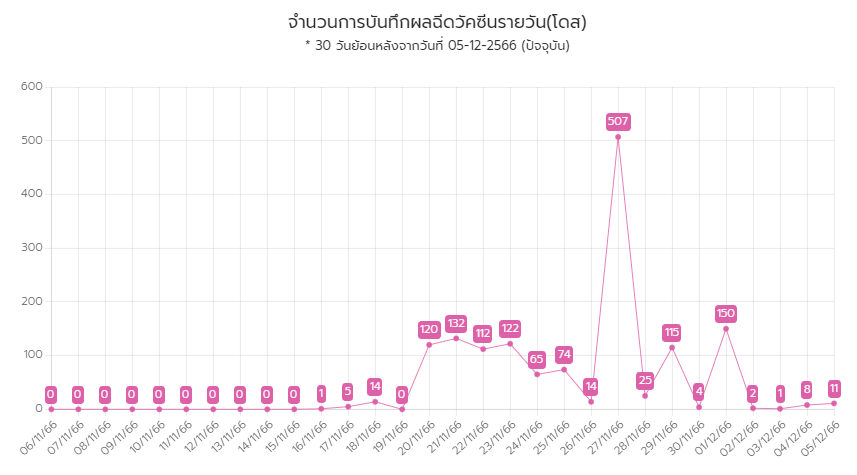 จำนวนการบันทึกผลฉีดวัคซีนรายวัน(โดส)
* 30 วันย้อนหลังจากวันที่ 05-12-2566 (ปัจจุบัน)
600
500
400
300
200
100
0
0 0 0 0 0 0 0 0 0 0 1 5 14 0 120 132 112 122 65 74 14 507 25 115 4 150 2 1 8 11
06/11/66 07/11/66 08/11/66 09/11/66 10/11/66 11/11/66 12/11/66 13/11/66 14/11/66 15/11/66 16/11/66 17/11/66 18/11/66 19/11/66 20/11/66 21/11/66 22/11/66 23/11/66 24/11/66 25/11/66 26/11/66 27/11/66 28/11/66 29/11/66 30/11/66 01/12/66 02/12/66 03/12/66 04/12/66 05/12/66